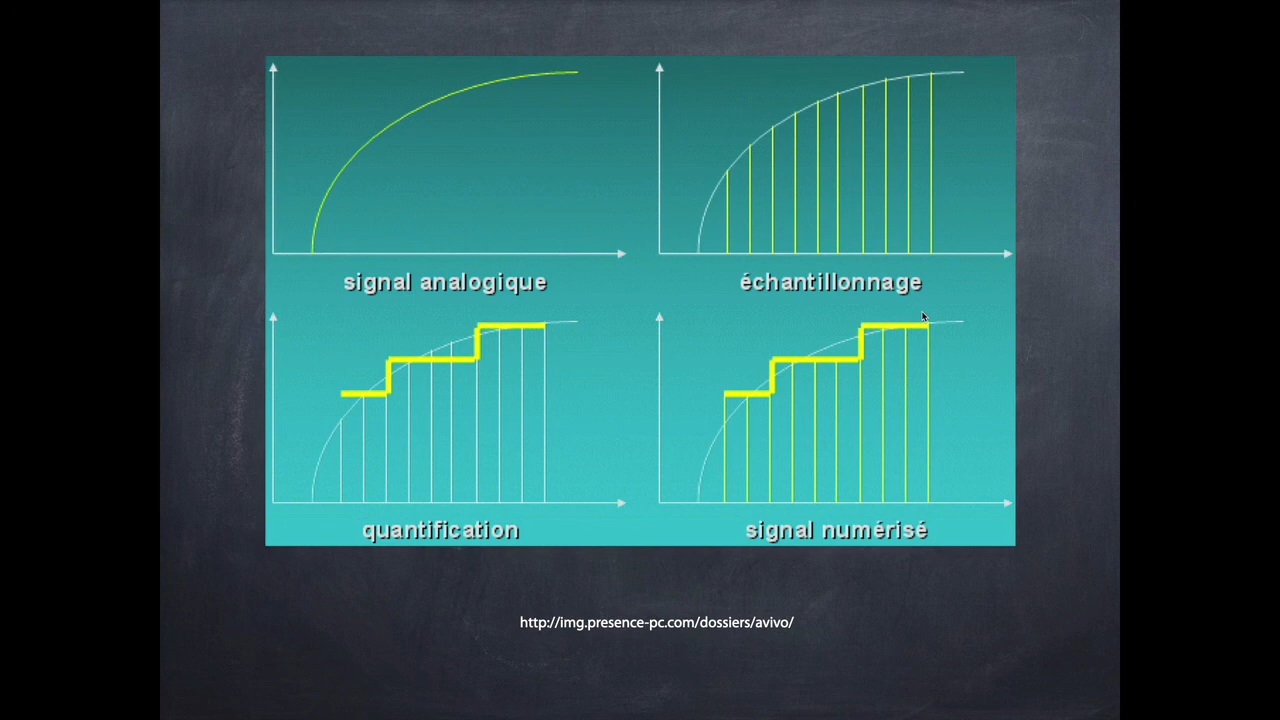 signal analogique
échantillonnage
quantification
signal numérisé
http://img.presence-pc.com/dossiers/avivo/